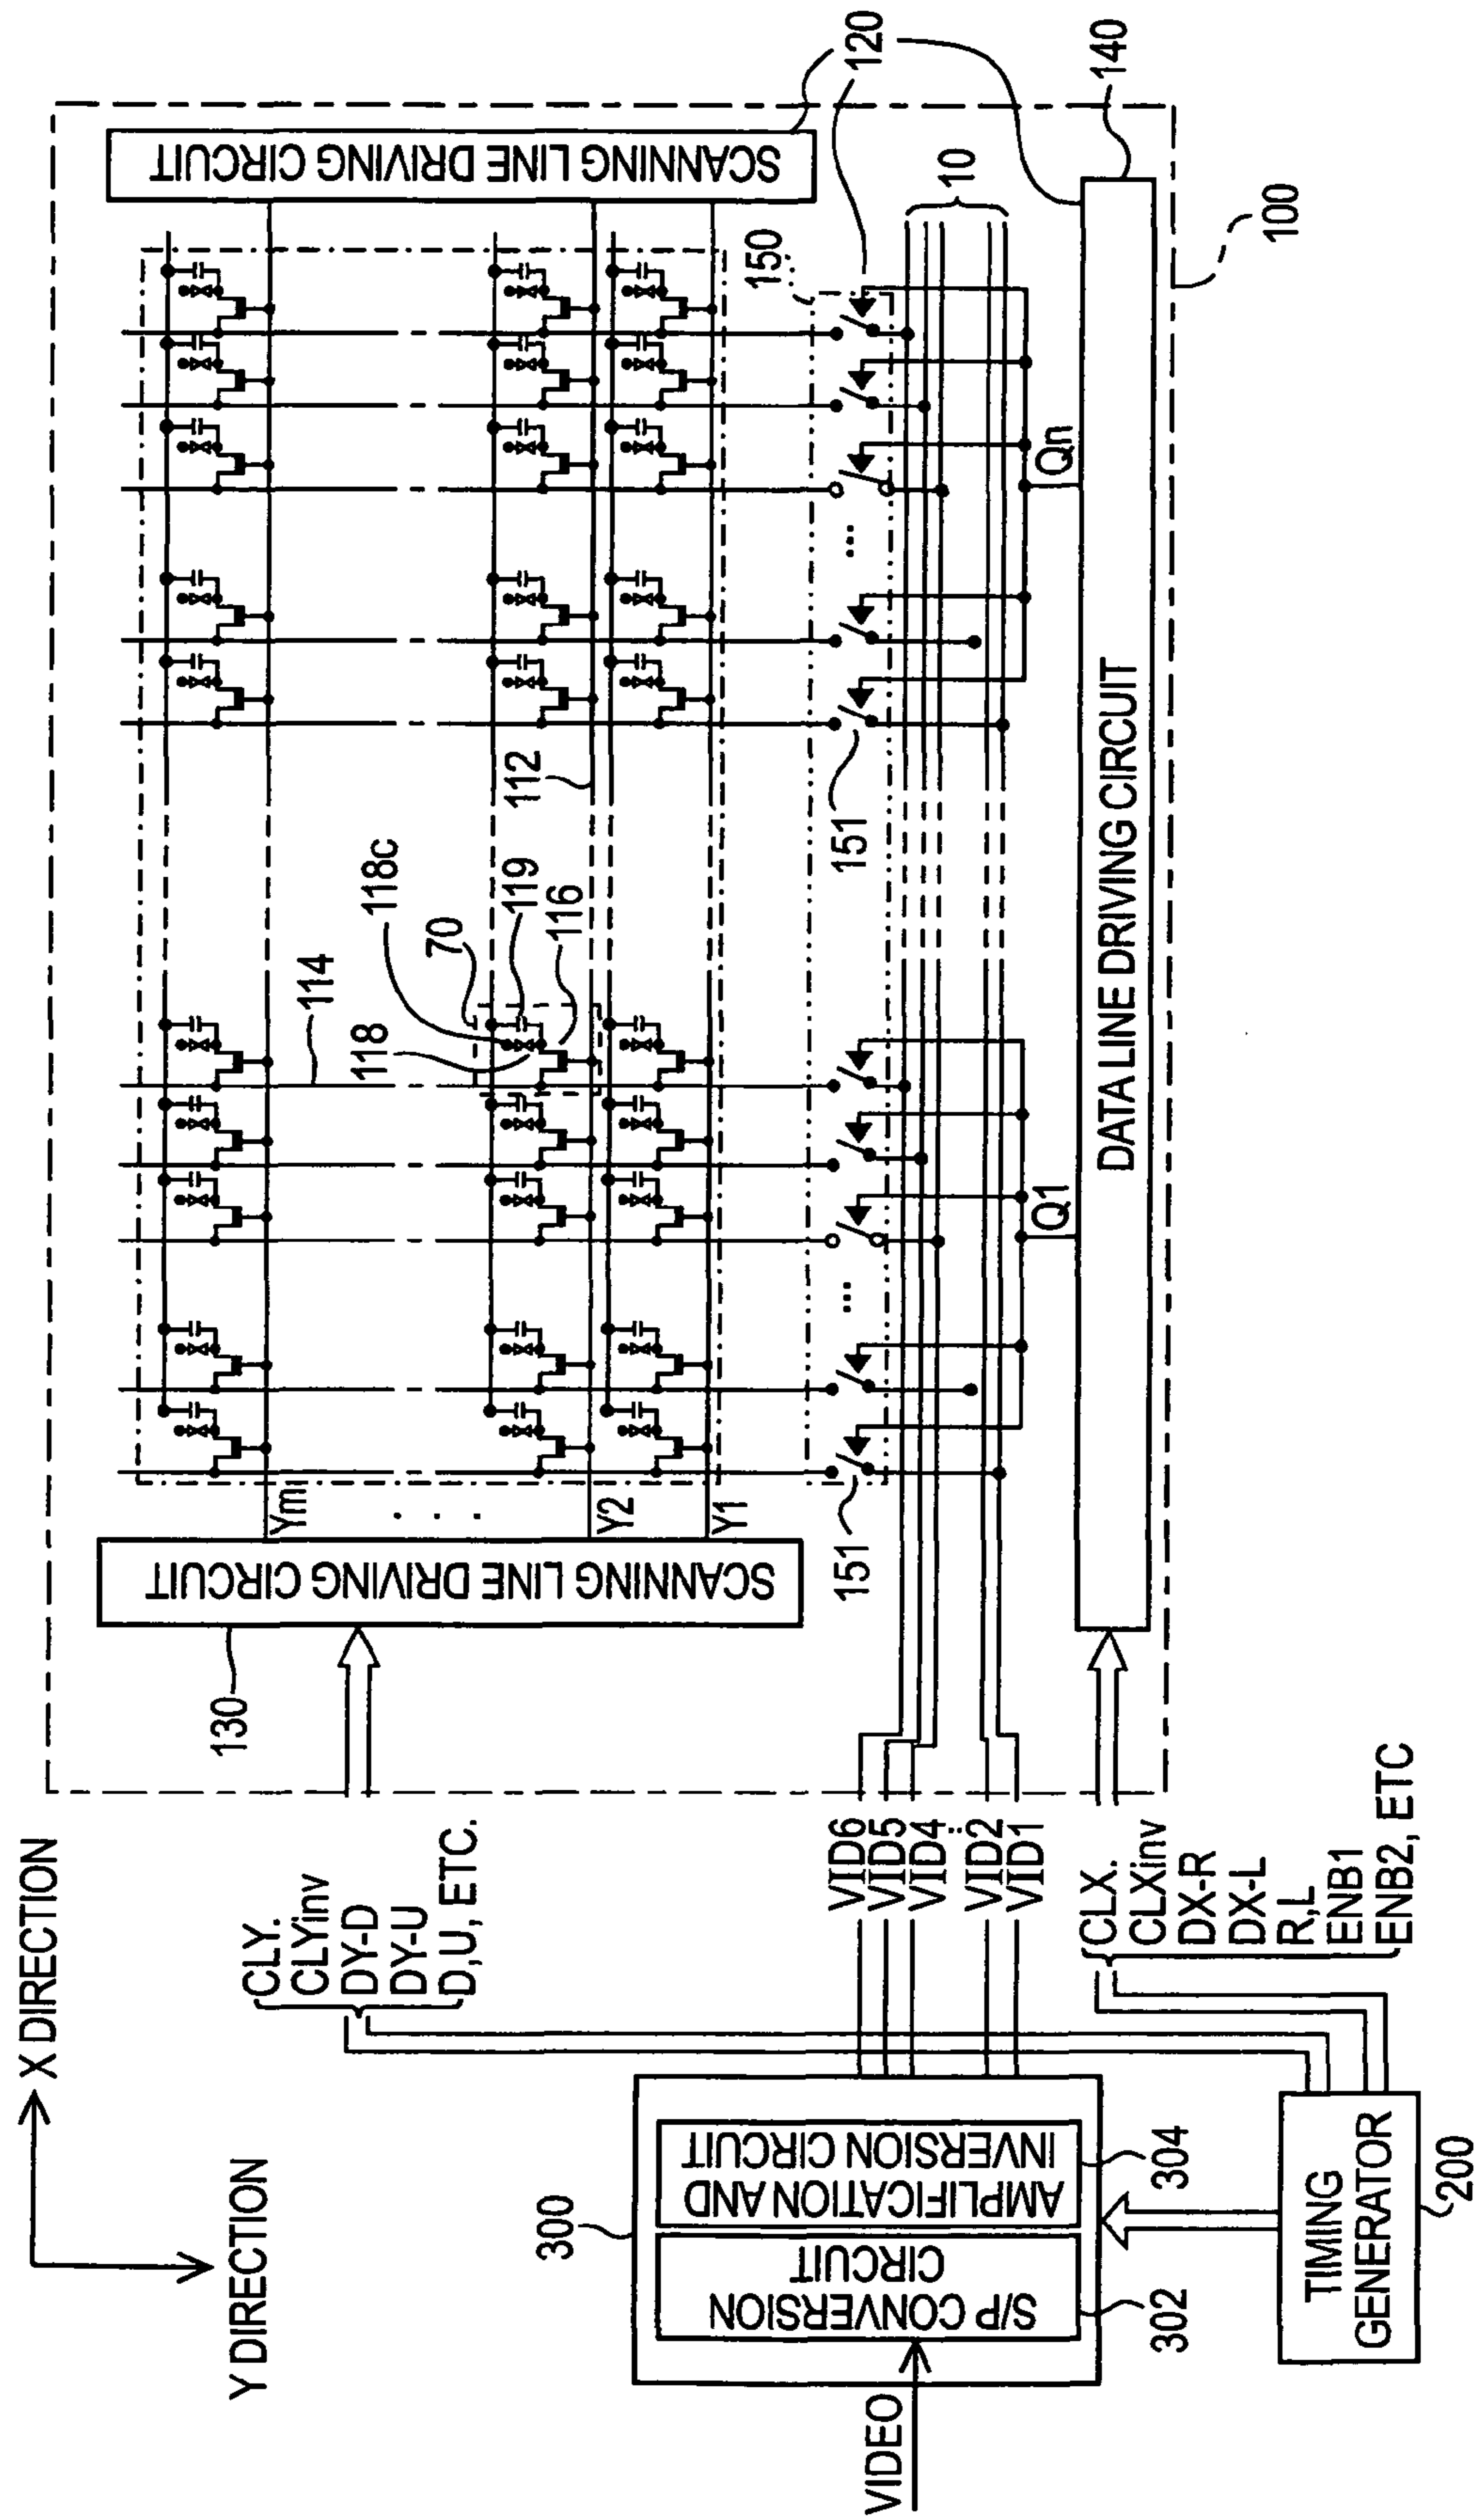 X DIRECTION
Y DIRECTION
CLY.
CLYinv
DY-D
DY-U
D,U, ETC.
130
SCANNING LINE DRIVING CIRCUIT
Ym
. . .
Y2
Y1
114
118
118c
70
119
116
112
SCANNING LINE DRIVING CIRCUIT
120
150
151
...
151
...
10
VIDEO
300
S/P CONVERSION
CIRCUIT
AMPLIFICATION AND
INVERSION CIRCUIT
302
304
VID6
VID5
VID4
..
VID2
VID1
Q1
Qn
DATA LINE DRIVING CIRCUIT
140
100
TIMING
GENERATOR
200
CLX.
CLXinv
DX-R
DX-L
R,L
ENB1
ENB2, ETC